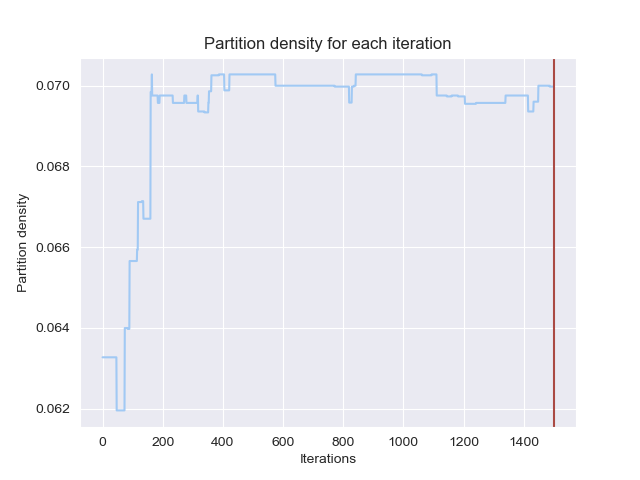 Partition density for each iteration
0.070
0.068
0.066
0.064
0.062
Partition density
0 200 400 600 800 1000 1200 1400
Iterations